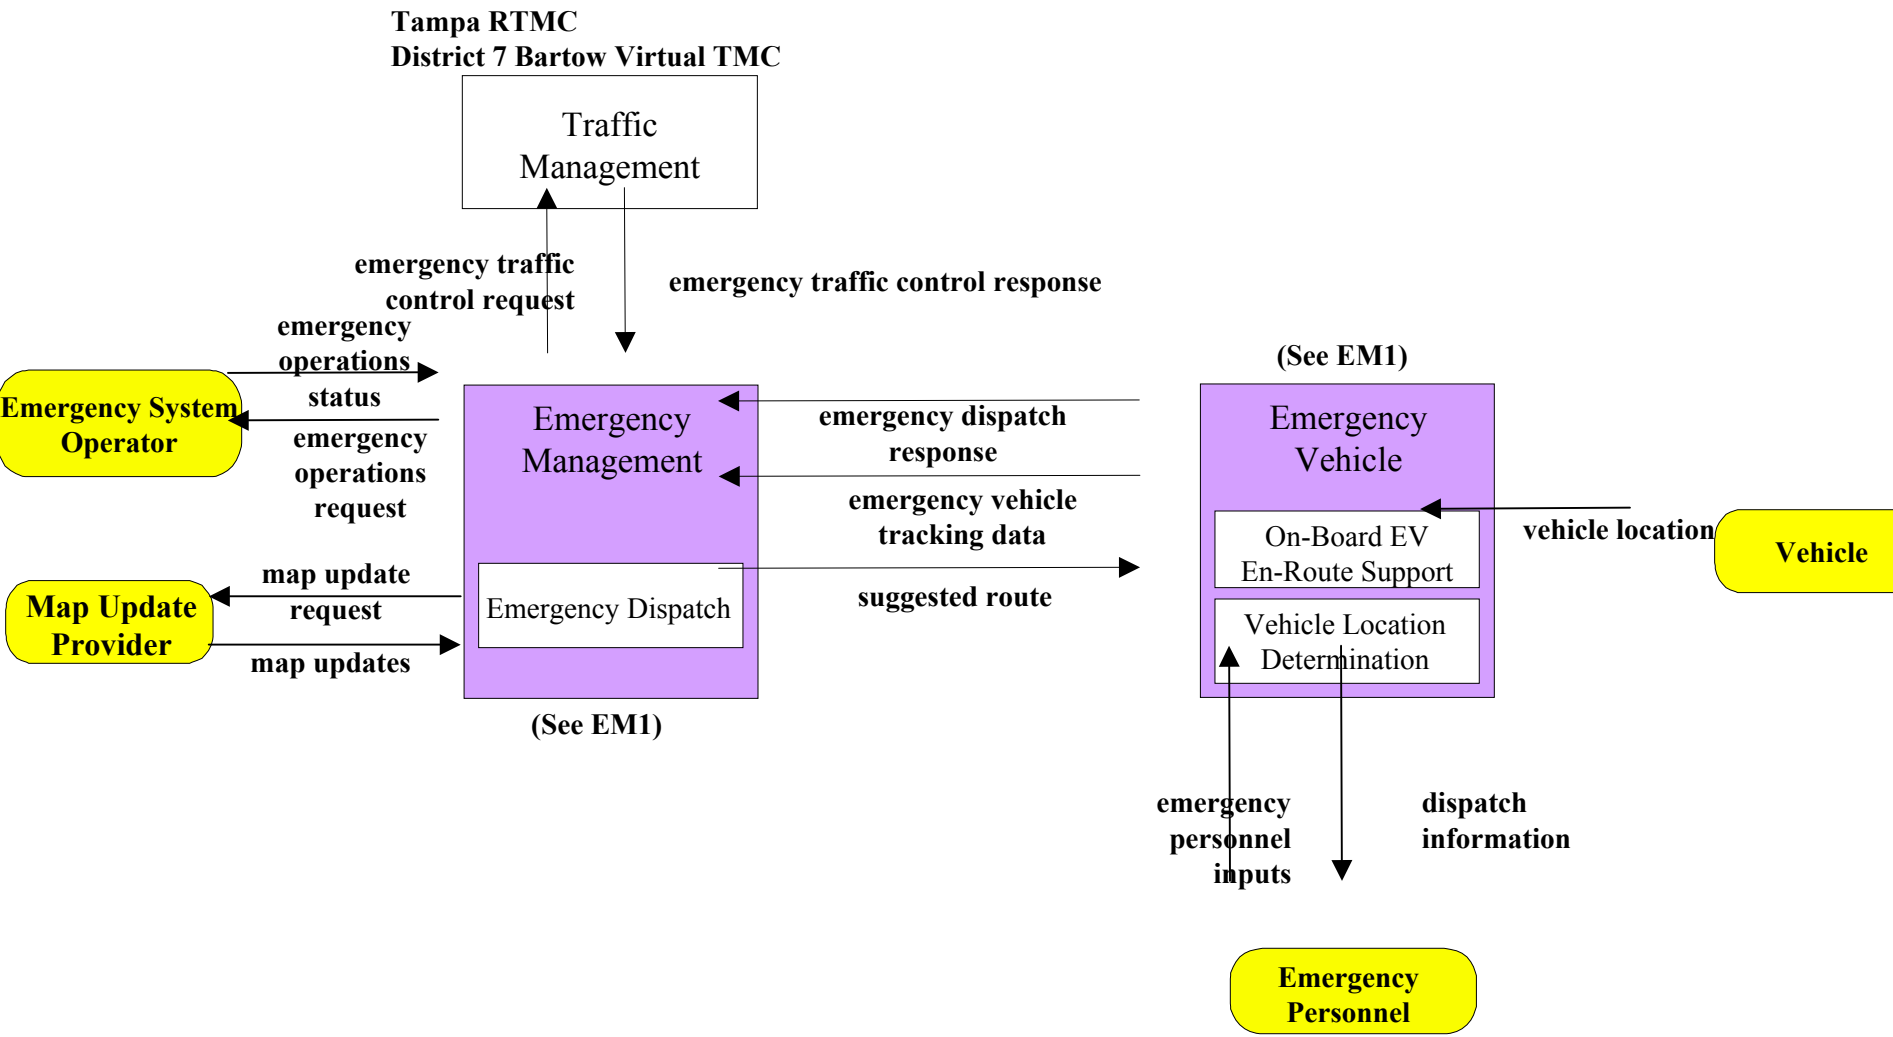 Tampa RTMC
District 7 Bartow Virtual TMC
Traffic
Management
emergency traffic
control request
emergency traffic control response
emergency
operations
status
Emergency System
Operator
emergency
operations
request
Emergency
Management
emergency dispatch
response
emergency vehicle
tracking data
(See EM1)
Emergency
Vehicle
On-Board EV
En-Route Support
vehicle location
Vehicle
map update
request
Map Update
Provider
map updates
Emergency Dispatch
suggested route
Vehicle Location
Determination
(See EM1)
emergency
personnel
inputs
dispatch
information
Emergency
Personnel